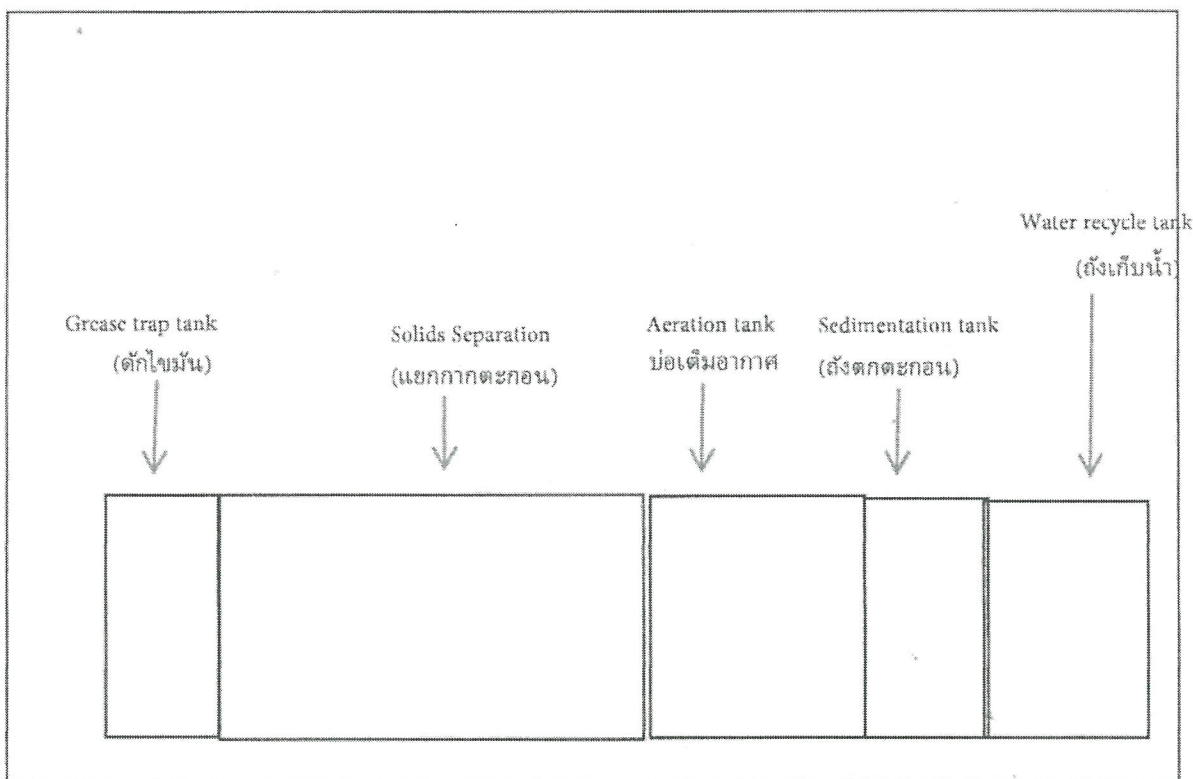 Water recycle tank
(ถังเก็บน้ำ)
Grease trap tank
(ดักไขมัน)
Solids Separation
(แยกกากตะกอน)
Aeration tank
บ่อเติมอากาศ
Sedimentation tank
(ถังตกตะกอน)